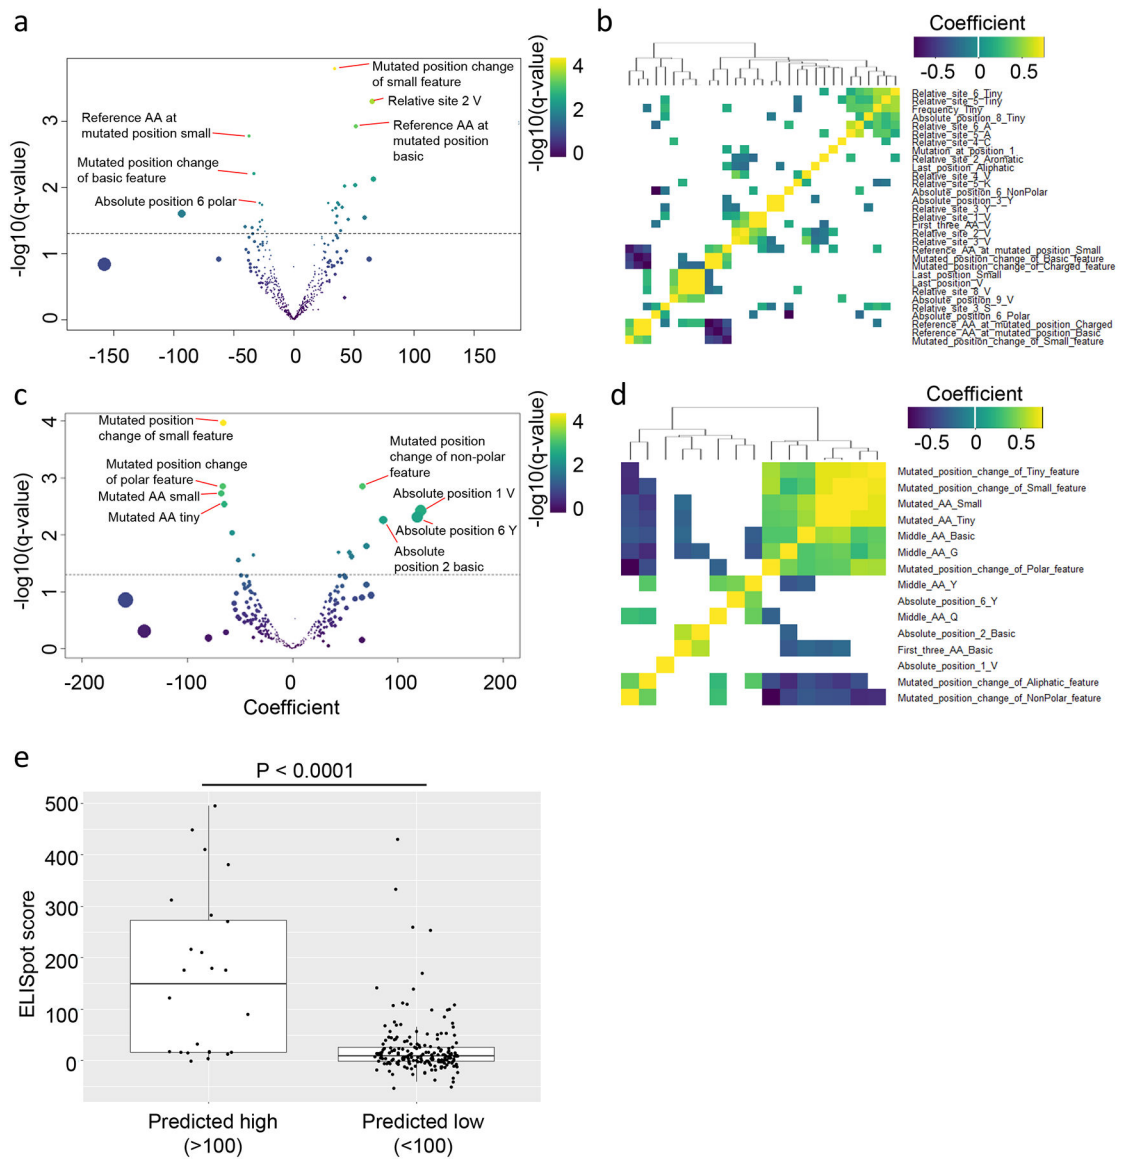 a
-log10(q-value)
3
2
1
0
-150
-100
-50
0
50
100
150
Mutated position change
of small feature
Relative site 2 V
Reference AA at
mutated position
basic
Reference AA at
mutated position small
Mutated position change
of basic feature
Absolute position 6 polar
-log10(q-value)
4
2
0
b
Coefficient
-0.5
0
0.5
Relative_site_6_Tiny
Relative_site_5_Tiny
Frequency_Tiny
Absolute_position_8_Tiny
Relative_site_6_A
Relative_site_5_A
Relative_site_4_C
Mutation_at_position_1
Relative_site_2_Aromatic
Last_position_Aliphatic
Relative_site_4_V
Relative_site_5_K
Absolute_position_6_NonPolar
Absolute_position_3_Y
Relative_site_3_Y
Relative_site_1_V
First_three_AA_V
Relative_site_2_V
Relative_site_3_V
Reference_AA_at_mutated_position_Small
Mutated_position_change_of_Basic_feature
Mutated_position_change_of_Charged_feature
Last_position_Small
Last_position_V
Relative_site_8_V
Absolute_position_9_V
Relative_site_3_S
Absolute_position_6_Polar
Reference_AA_at_mutated_position_Charged
Reference_AA_at_mutated_position_Basic
Mutated_position_change_of_Small_feature
c
-log10(q-value)
4
3
2
1
0
-200
-100
0
100
200
Coefficient
Mutated position
change of small feature
Mutated position change
of polar feature
Mutated AA small
Mutated AA tiny
Mutated position
change of non-polar
feature
Absolute position 1 V
Absolute position 6 Y
Absolute
position 2 basic
-log10(q-value)
4
2
0
d
Coefficient
-0.5
0
0.5
Mutated_position_change_of_Tiny_feature
Mutated_position_change_of_Small_feature
Mutated_AA_Small
Mutated_AA_Tiny
Middle_AA_Basic
Middle_AA_G
Mutated_position_change_of_Polar_feature
Middle_AA_Y
Absolute_position_6_Y
Middle_AA_Q
Absolute_position_2_Basic
First_three_AA_Basic
Absolute_position_1_V
Mutated_position_change_of_Aliphatic_feature
Mutated_position_change_of_NonPolar_feature
e
P < 0.0001
ELISpot score
500
400
300
200
100
0
Predicted high
(>100)
Predicted low
(<100)